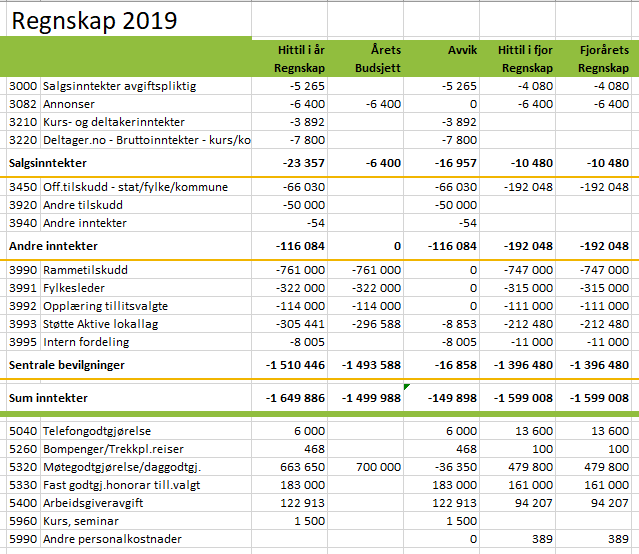 Regnskap 2019
Hittil i år Årets Avvik Hittil i fjor Fjorårets
Regnskap Budsjett Regnskap Regnskap
3000 Salgsinntekter avgiftspliktig -5 265 -5 265 -4 080 -4 080
3082 Annonser -6 400 -6 400 0 -6 400 -6 400
3210 Kurs- og deltakerinntekter -3 892 -3 892
3220 Deltager.no - Bruttoinntekter - kurs/ko -7 800 -7 800
Salgsinntekter -23 357 -6 400 -16 957 -10 480 -10 480
3450 Off.tilskudd - stat/fylke/kommune -66 030 -66 030 -192 048 -192 048
3920 Andre tilskudd -50 000 -50 000
3940 Andre inntekter -54 -54
Andre inntekter -116 084 0 -116 084 -192 048 -192 048
3990 Rammetilskudd -761 000 -761 000 0 -747 000 -747 000
3991 Fylkesleder -322 000 -322 000 0 -315 000 -315 000
3992 Opplæring tillitsvalgte -114 000 -114 000 0 -111 000 -111 000
3993 Støtte Aktive lokallag -305 441 -296 588 -8 853 -212 480 -212 480
3995 Intern fordeling -8 005 -8 005 -11 000 -11 000
Sentrale bevilgninger -1 510 446 -1 493 588 -16 858 -1 396 480 -1 396 480
Sum inntekter -1 649 886 -1 499 988 -149 898 -1 599 008 -1 599 008
5040 Telefongodtgjørelse 6 000 6 000 13 600 13 600
5260 Bompenger/Trekkpl.reiser 468 468 100 100
5320 Møtegodtgjørelse/daggodtgj. 663 650 700 000 -36 350 479 800 479 800
5330 Fast godtgj.honorar till.valgt 183 000 183 000 161 000 161 000
5400 Arbeidsgiveravgift 122 913 122 913 94 207 94 207
5960 Kurs, seminar 1 500 1 500
5990 Andre personalkostnader 0 389 389